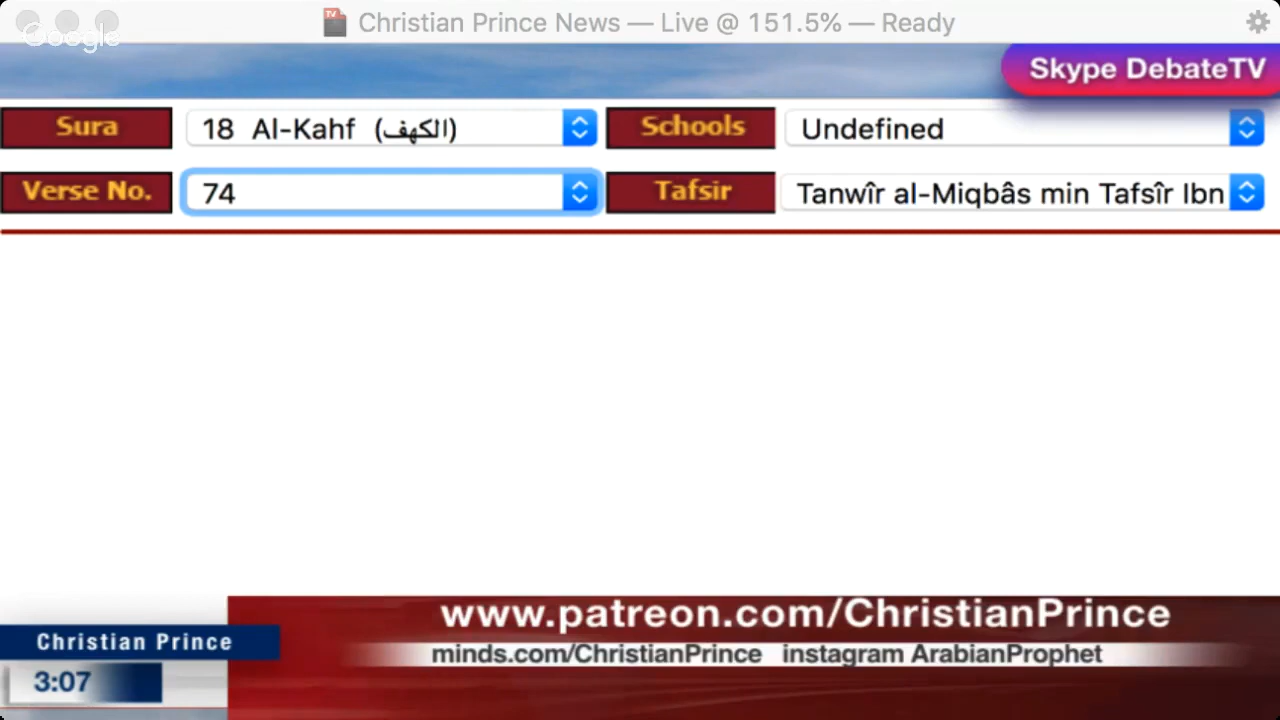 Christian Prince News — Live @ 151.5% — Ready
Google
Skype DebateTV
Sura 18 Al-Kahf (الكهف) Schools Undefined
Verse No. 74 Tafsir Tanwîr al-Miqbâs min Tafsîr Ibn
www.patreon.com/ChristianPrince
Christian Prince
minds.com/ChristianPrince instagram ArabianProphet
3:07